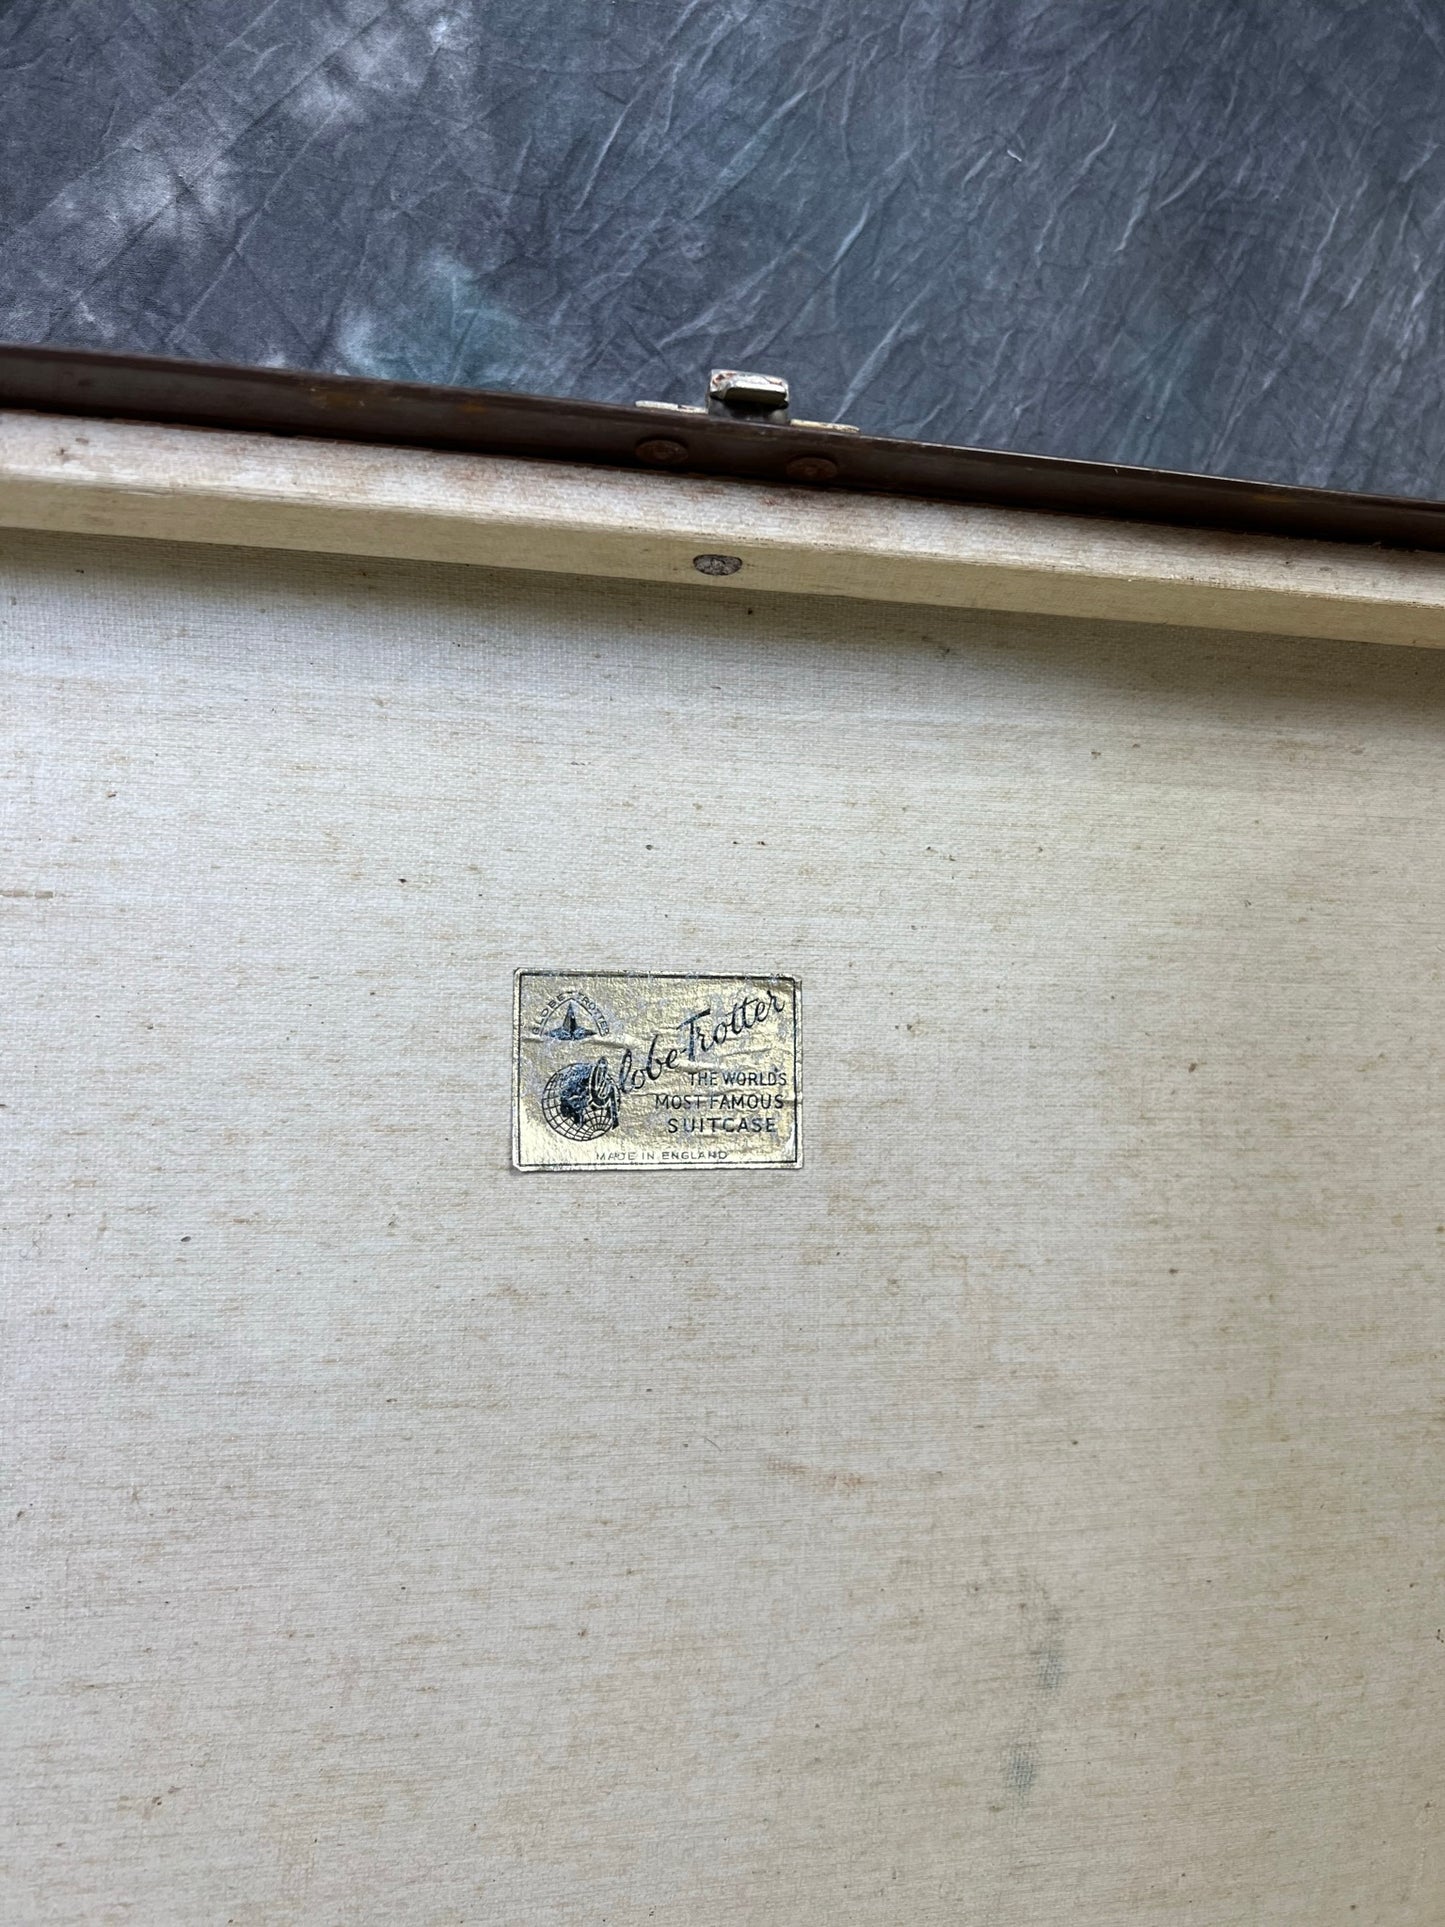 GLOBE-TROTTER
Globe-Trotter
THE WORLD'S
MOST FAMOUS
SUITCASE
MADE IN ENGLAND